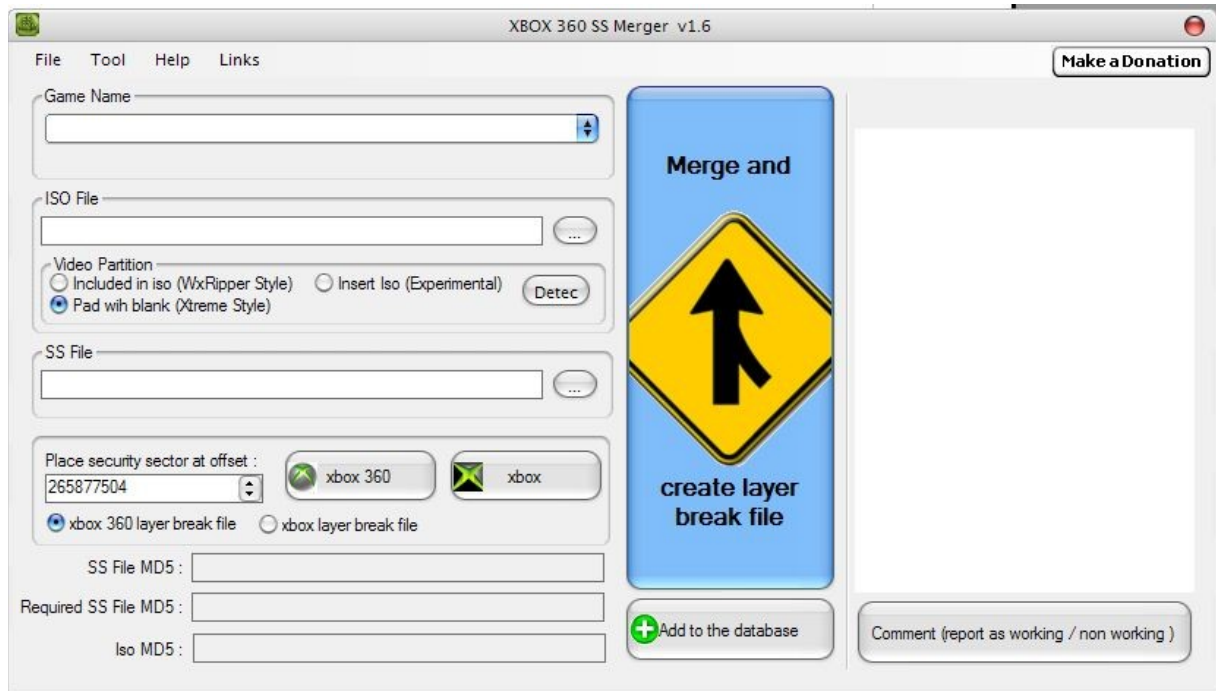 XBOX 360 SS Merger v1.6
File Tool Help Links
Make a Donation
Game Name
ISO File
...
Video Partition
Included in iso (WxRipper Style)
Insert Iso (Experimental)
Detec
Pad wih blank (Xtreme Style)
SS File
...
Place security sector at offset :
265877504
xbox 360
xbox
xbox 360 layer break file
xbox layer break file
SS File MD5 :
Required SS File MD5 :
Iso MD5 :
Merge and
create layer
break file
Add to the database
Comment (report as working / non working )